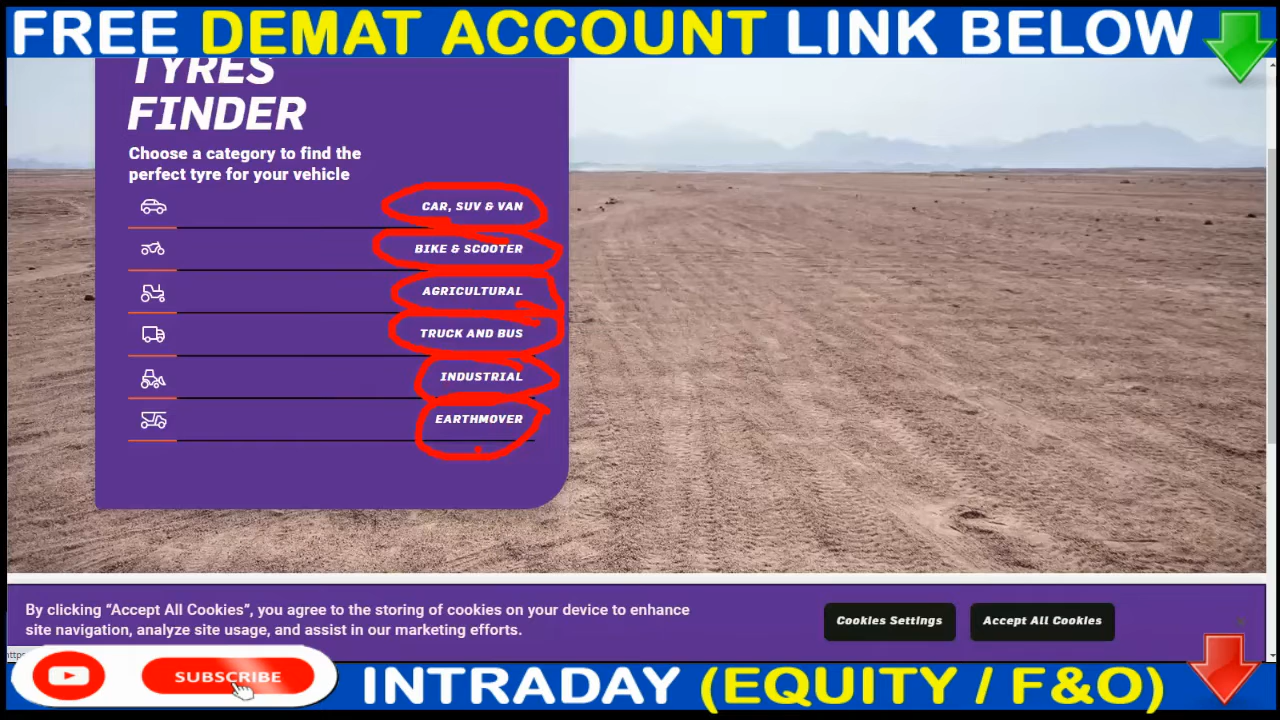 FREE DEMAT ACCOUNT LINK BELOW
TYRES
FINDER
Choose a category to find the
perfect tyre for your vehicle
CAR, SUV & VAN
BIKE & SCOOTER
AGRICULTURAL
TRUCK AND BUS
INDUSTRIAL
EARTHMOVER
By clicking “Accept All Cookies”, you agree to the storing of cookies on your device to enhance
site navigation, analyze site usage, and assist in our marketing efforts.
Cookies Settings
Accept All Cookies
SUBSCRIBE
INTRADAY (EQUITY / F&O)